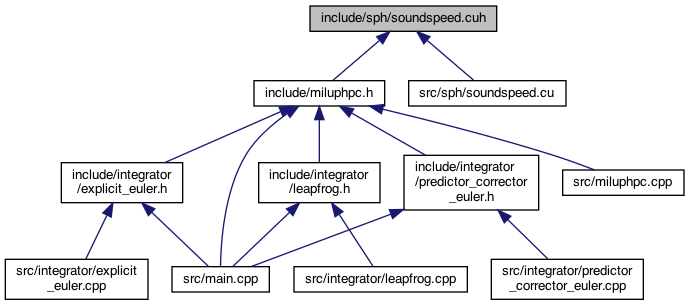 include/sph/soundspeed.cuh
include/miluphpc.h
src/sph/soundspeed.cu
include/integrator
/explicit_euler.h
include/integrator
/leapfrog.h
include/integrator
/predictor_corrector
_euler.h
src/miluphpc.cpp
src/integrator/explicit
_euler.cpp
src/main.cpp
src/integrator/leapfrog.cpp
src/integrator/predictor
_corrector_euler.cpp